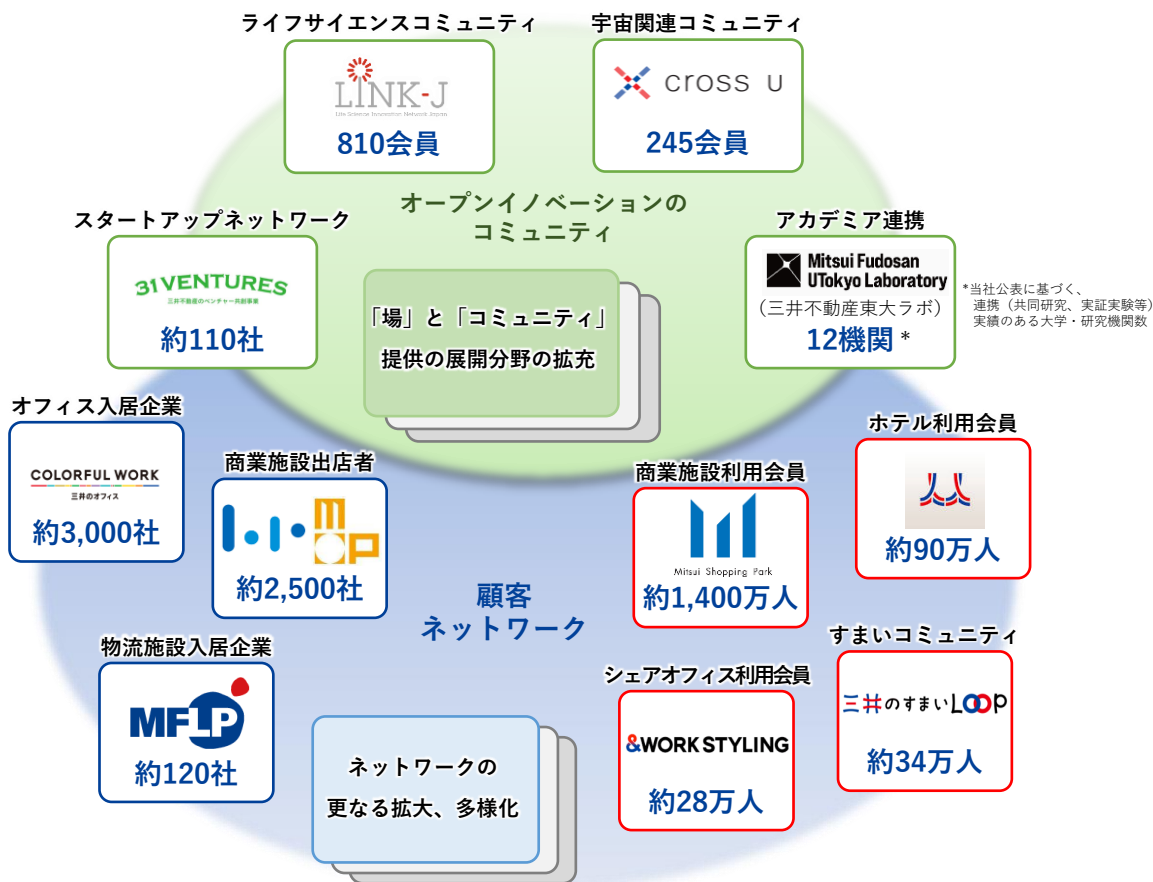 ライフサイエンスコミュニティ
LINK-J
Life Science Innovation Network Japan
810会員
宇宙関連コミュニティ
cross U
245会員
オープンイノベーションの
コミュニティ
スタートアップネットワーク
31VENTURES
三井不動産のベンチャー共創事業
約110社
「場」と「コミュニティ」
提供の展開分野の拡充
アカデミア連携
Mitsui Fudosan
UTokyo Laboratory
(三井不動産東大ラボ)
12機関*
*当社公表に基づく、
連携（共同研究、実証実験等）
実績のある大学・研究機関数
オフィス入居企業
COLORFUL WORK
三井のオフィス
約3,000社
商業施設出店者
mop
約2,500社
商業施設利用会員
Mitsui Shopping Park
約1,400万人
ホテル利用会員
約90万人
顧客
ネットワーク
物流施設入居企業
MFLP
約120社
ネットワークの
更なる拡大、多様化
シェアオフィス利用会員
&WORK STYLING
約28万人
すまいコミュニティ
三井のすまいLOOP
約34万人